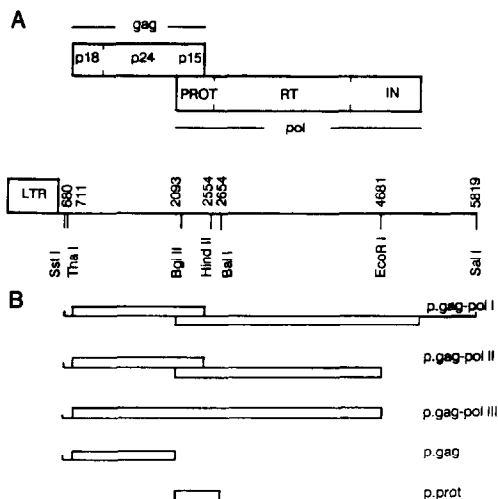 A
gag
p18 p24 p15
PROT RT IN
pol
LTR
680
711
2093
2554
2654
4681
5819
Sst I
Tha I
Bgl II
Hind II
Bal I
EcoR I
Sal I
B
p.gag-pol I
p.gag-pol II
p.gag-pol III
p.gag
p.prot